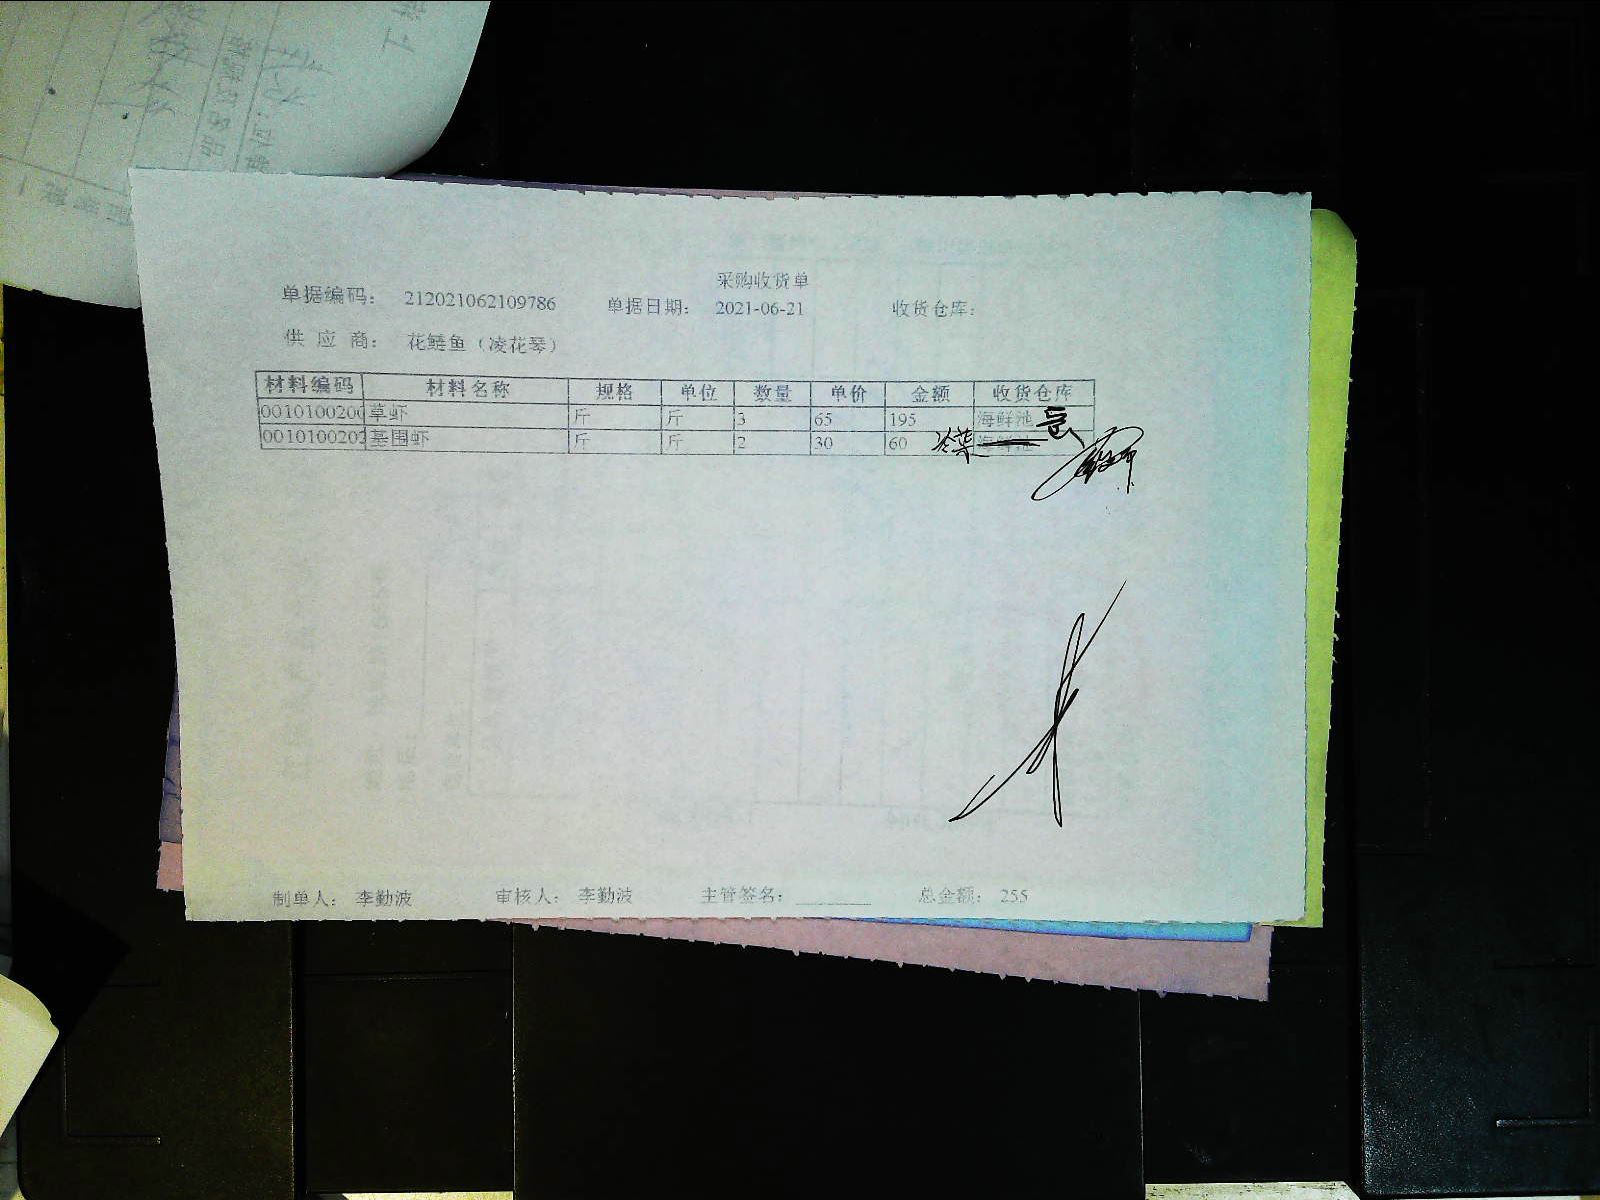 采购收货单
单据编码： 212021062109786 单据日期： 2021-06-21 收货仓库：
供 应 商： 花鲢鱼（凌花琴）
材料编码 材料名称 规格 单位 数量 单价 金额 收货仓库
0010100200 草虾 斤 斤 3 65 195 海鲜池
0010100202 基围虾 斤 斤 2 30 60 冷菜 海鲜池
制单人： 李勤波 审核人： 李勤波 主管签名： 总金额： 255